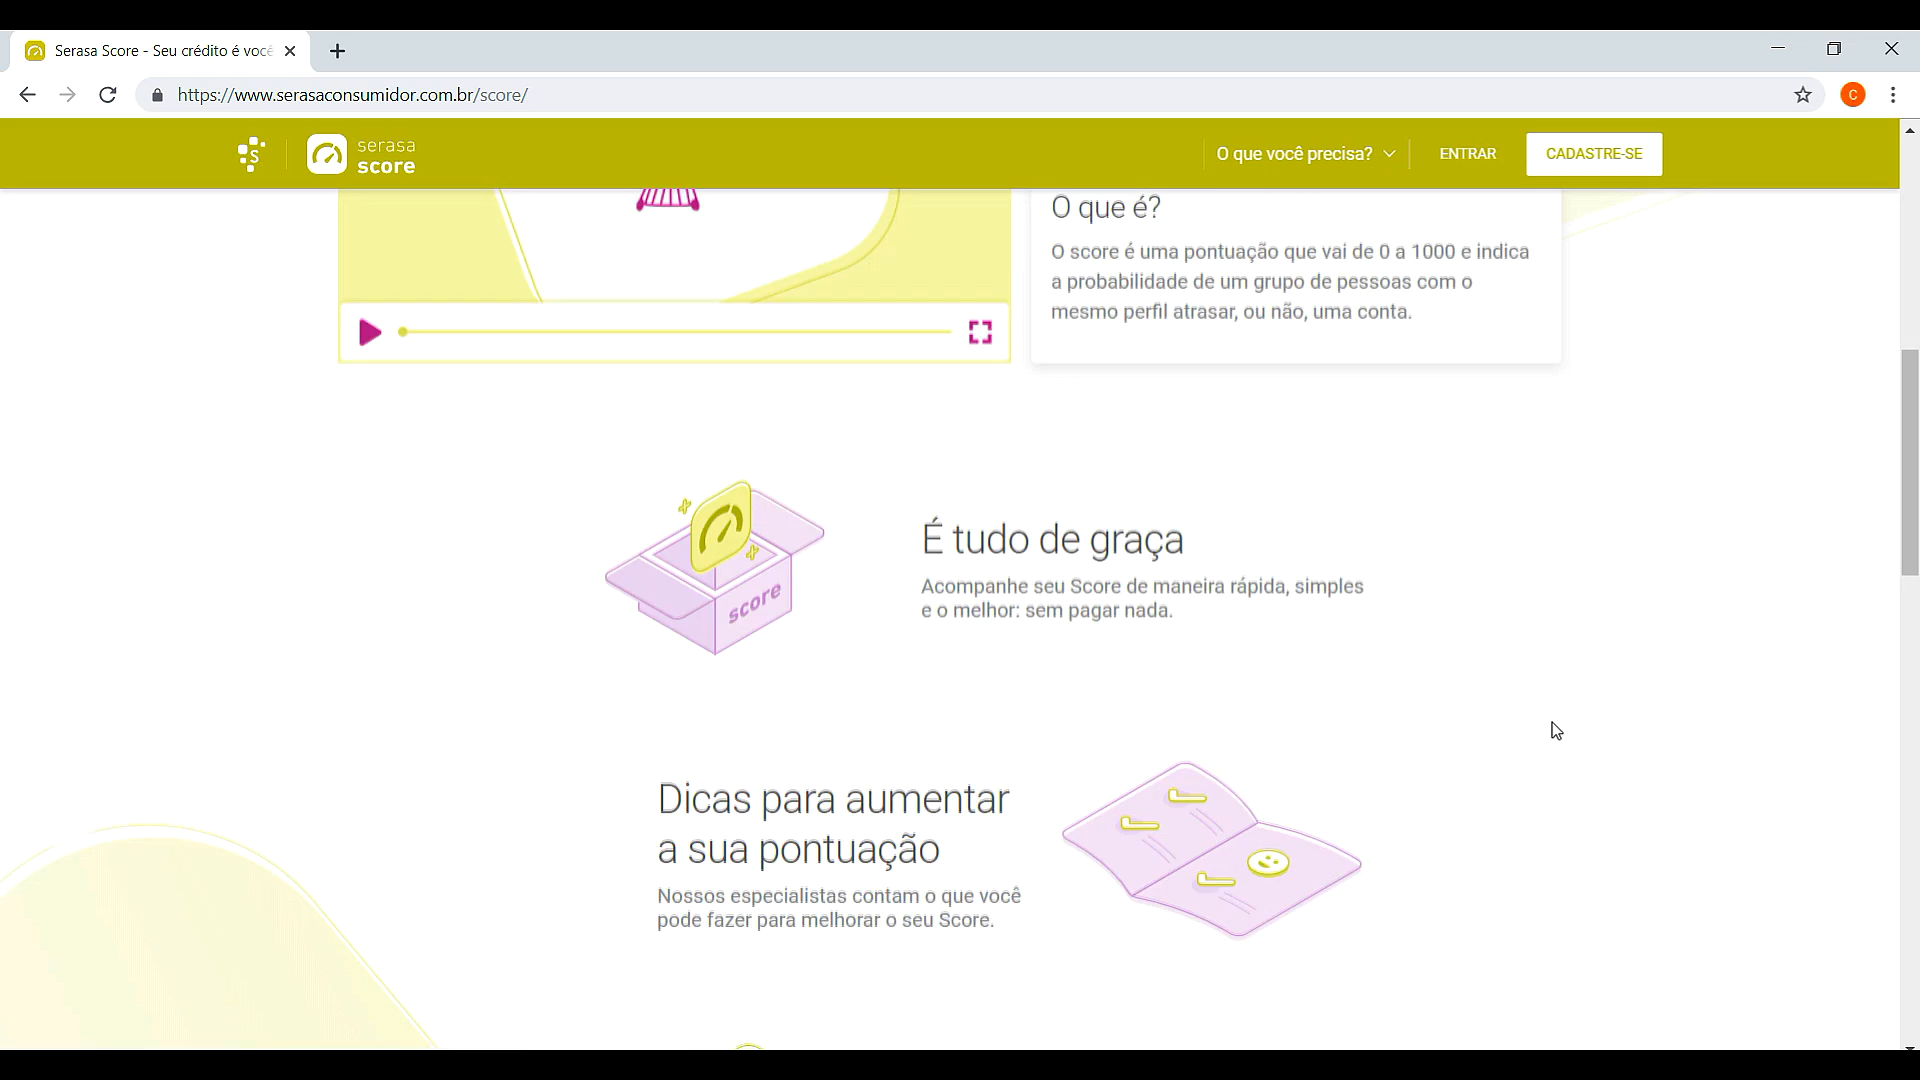 Serasa Score - Seu crédito é você
https://www.serasaconsumidor.com.br/score/
C
S
serasa
score
O que você precisa?
ENTRAR
CADASTRE-SE
O que é?
O score é uma pontuação que vai de 0 a 1000 e indica
a probabilidade de um grupo de pessoas com o
mesmo perfil atrasar, ou não, uma conta.
score
É tudo de graça
Acompanhe seu Score de maneira rápida, simples
e o melhor: sem pagar nada.
Dicas para aumentar
a sua pontuação
Nossos especialistas contam o que você
pode fazer para melhorar o seu Score.